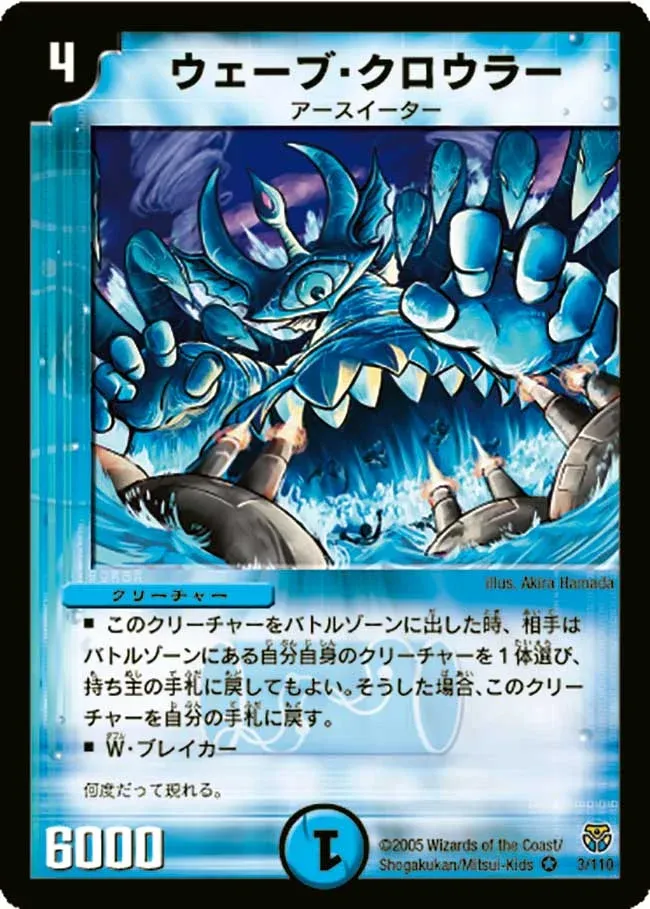 4
ウェーブ・クロウラー
アースイーター
illus. Akira Hamada
クリーチャー
■ このクリーチャーをバトルゾーンに出した時、相手は
バトルゾーンにある自分自身のクリーチャーを1体選び、
持ち主の手札に戻してもよい。そうした場合、このクリー
チャーを自分の手札に戻す。
■ W・ブレイカー
何度だって現れる。
6000
1
©2005 Wizards of the Coast/
Shogakukan/Mitsui-Kids
3/110